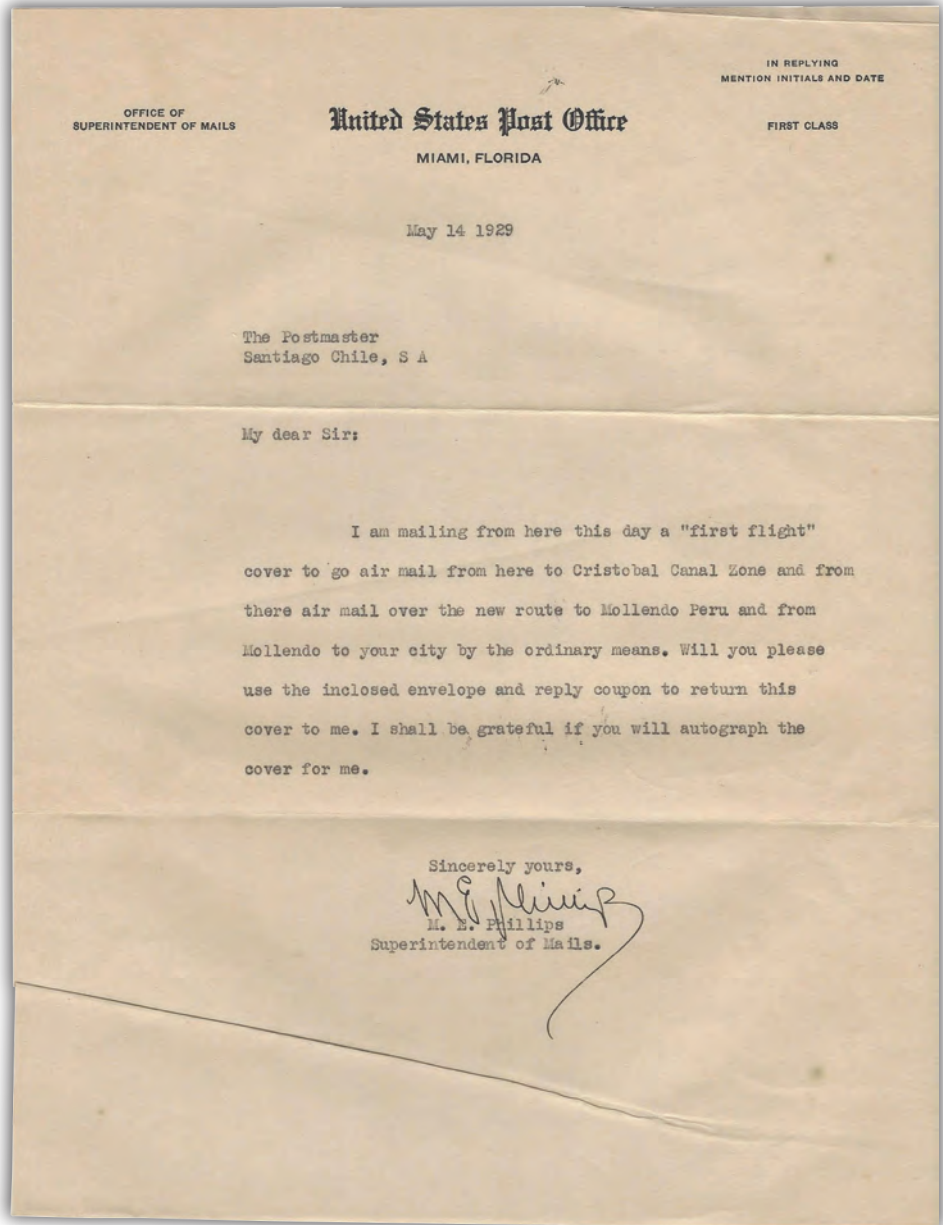 IN REPLYING
MENTION INITIALS AND DATE
OFFICE OF
SUPERINTENDENT OF MAILS
United States Post Office
FIRST CLASS
MIAMI, FLORIDA
May 14 1929
The Postmaster
Santiago Chile, S A
My dear Sir:
I am mailing from here this day a "first flight"
cover to go air mail from here to Cristobal Canal Zone and from
there air mail over the new route to Mollendo Peru and from
Mollendo to your city by the ordinary means. Will you please
use the inclosed envelope and reply coupon to return this
cover to me. I shall be grateful if you will autograph the
cover for me.
Sincerely yours,
M E Phillips
M. E. Phillips
Superintendent of Mails.